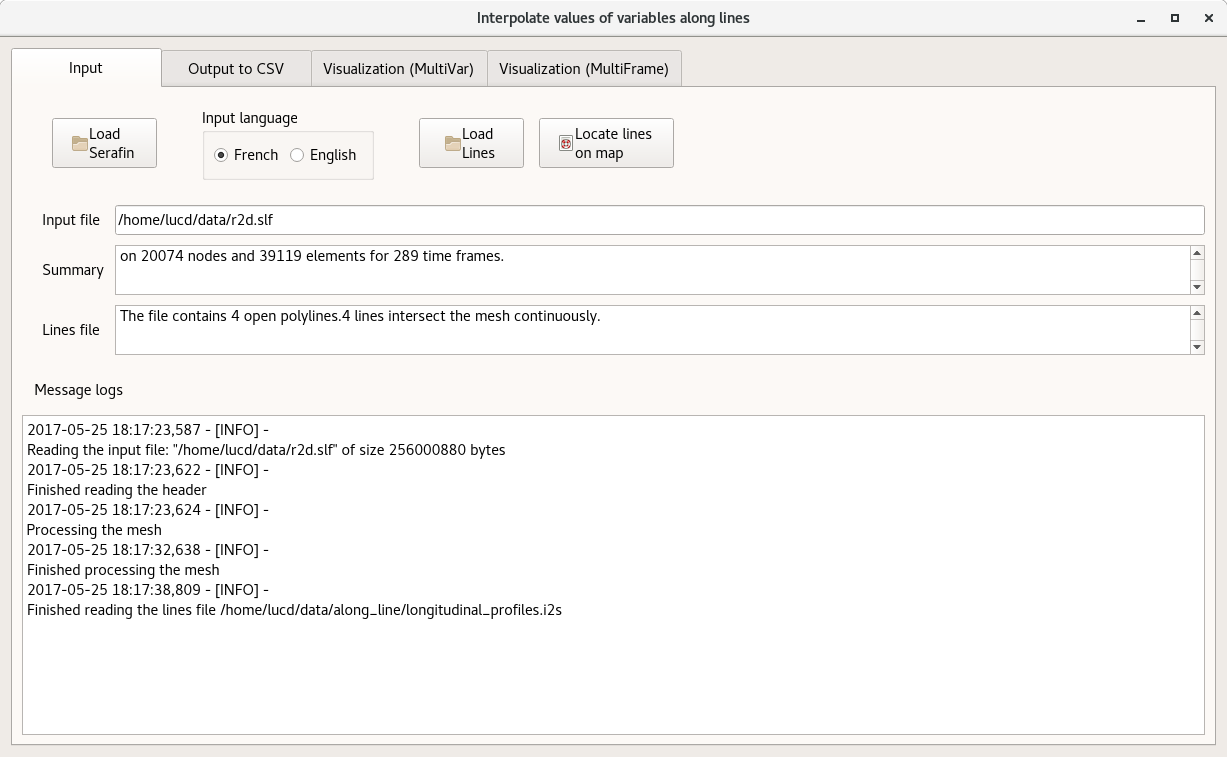 Interpolate values of variables along lines
Input
Output to CSV
Visualization (MultiVar)
Visualization (MultiFrame)
Load
Serafin
Input language
French
English
Load
Lines
Locate lines
on map
Input file
/home/lucd/data/r2d.slf
Summary
on 20074 nodes and 39119 elements for 289 time frames.
Lines file
The file contains 4 open polylines.4 lines intersect the mesh continuously.
Message logs
2017-05-25 18:17:23,587 - [INFO] -
Reading the input file: "/home/lucd/data/r2d.slf" of size 256000880 bytes
2017-05-25 18:17:23,622 - [INFO] -
Finished reading the header
2017-05-25 18:17:23,624 - [INFO] -
Processing the mesh
2017-05-25 18:17:32,638 - [INFO] -
Finished processing the mesh
2017-05-25 18:17:38,809 - [INFO] -
Finished reading the lines file /home/lucd/data/along_line/longitudinal_profiles.i2s